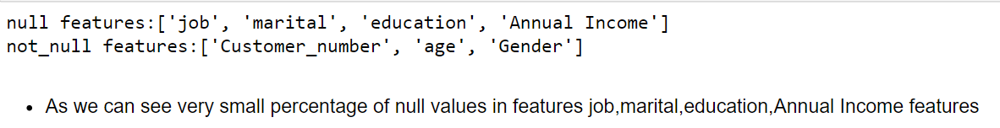 null features:['job', 'marital', 'education', 'Annual Income']
not_null features:['Customer_number', 'age', 'Gender']
• As we can see very small percentage of null values in features job,marital,education,Annual Income features